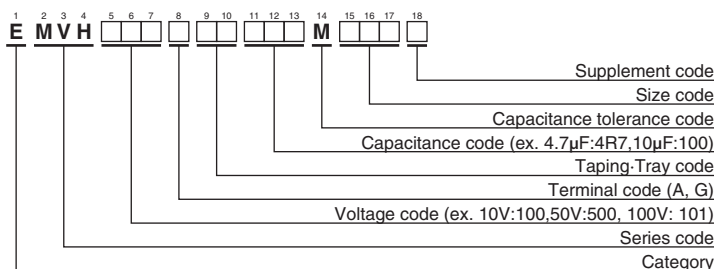 1 2 3 4 5 6 7 8 9 10 11 12 13 14 15 16 17 18
E M V H □□□ □ □□ □□□ M □□□ □
Supplement code
Size code
Capacitance tolerance code
Capacitance code (ex. 4.7µF:4R7,10µF:100)
Taping·Tray code
Terminal code (A, G)
Voltage code (ex. 10V:100,50V:500, 100V: 101)
Series code
Category